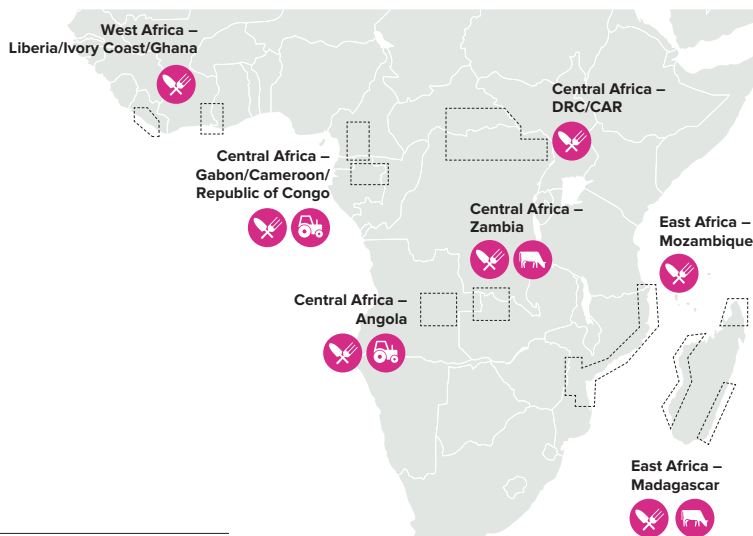 West Africa –
Liberia/Ivory Coast/Ghana
Central Africa –
DRC/CAR
Central Africa –
Gabon/Cameroon/
Republic of Congo
Central Africa –
Zambia
East Africa –
Mozambique
Central Africa –
Angola
East Africa –
Madagascar